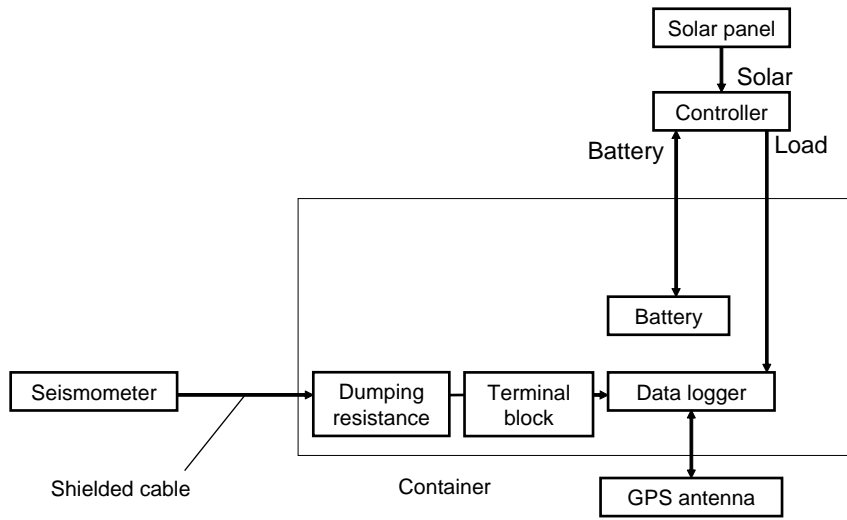 Solar panel
Solar
Controller
Battery
Load
Battery
Seismometer
Dumping
resistance
Terminal
block
Data logger
Shielded cable
Container
GPS antenna